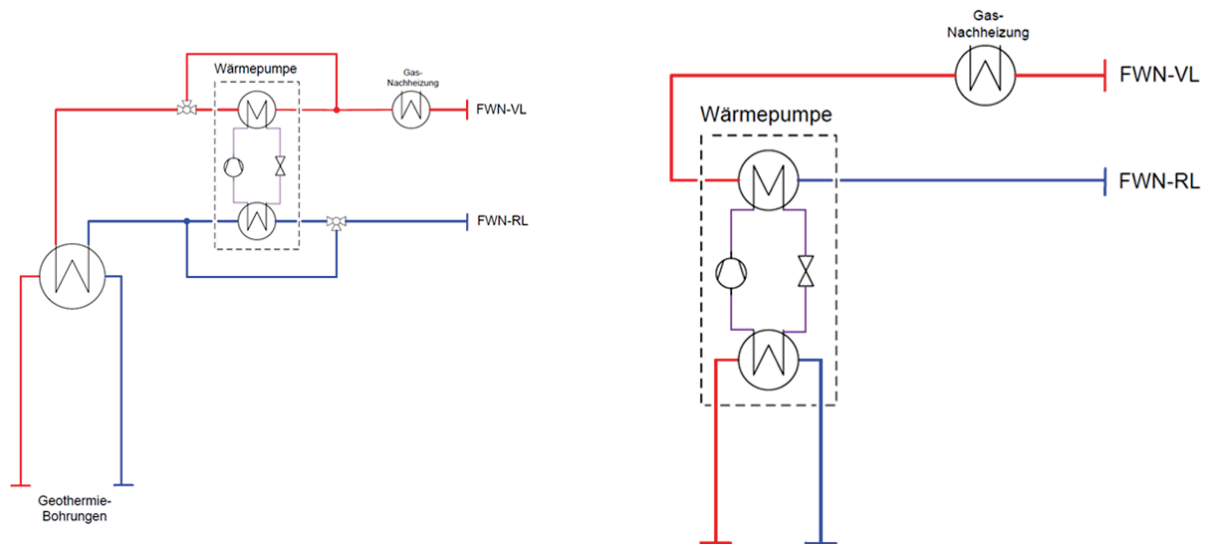 Wärmepumpe
Gas-
Nachheizung
FWN-VL
FWN-RL
Geothermie-
Bohrungen
Gas-
Nachheizung
FWN-VL
Wärmepumpe
FWN-RL